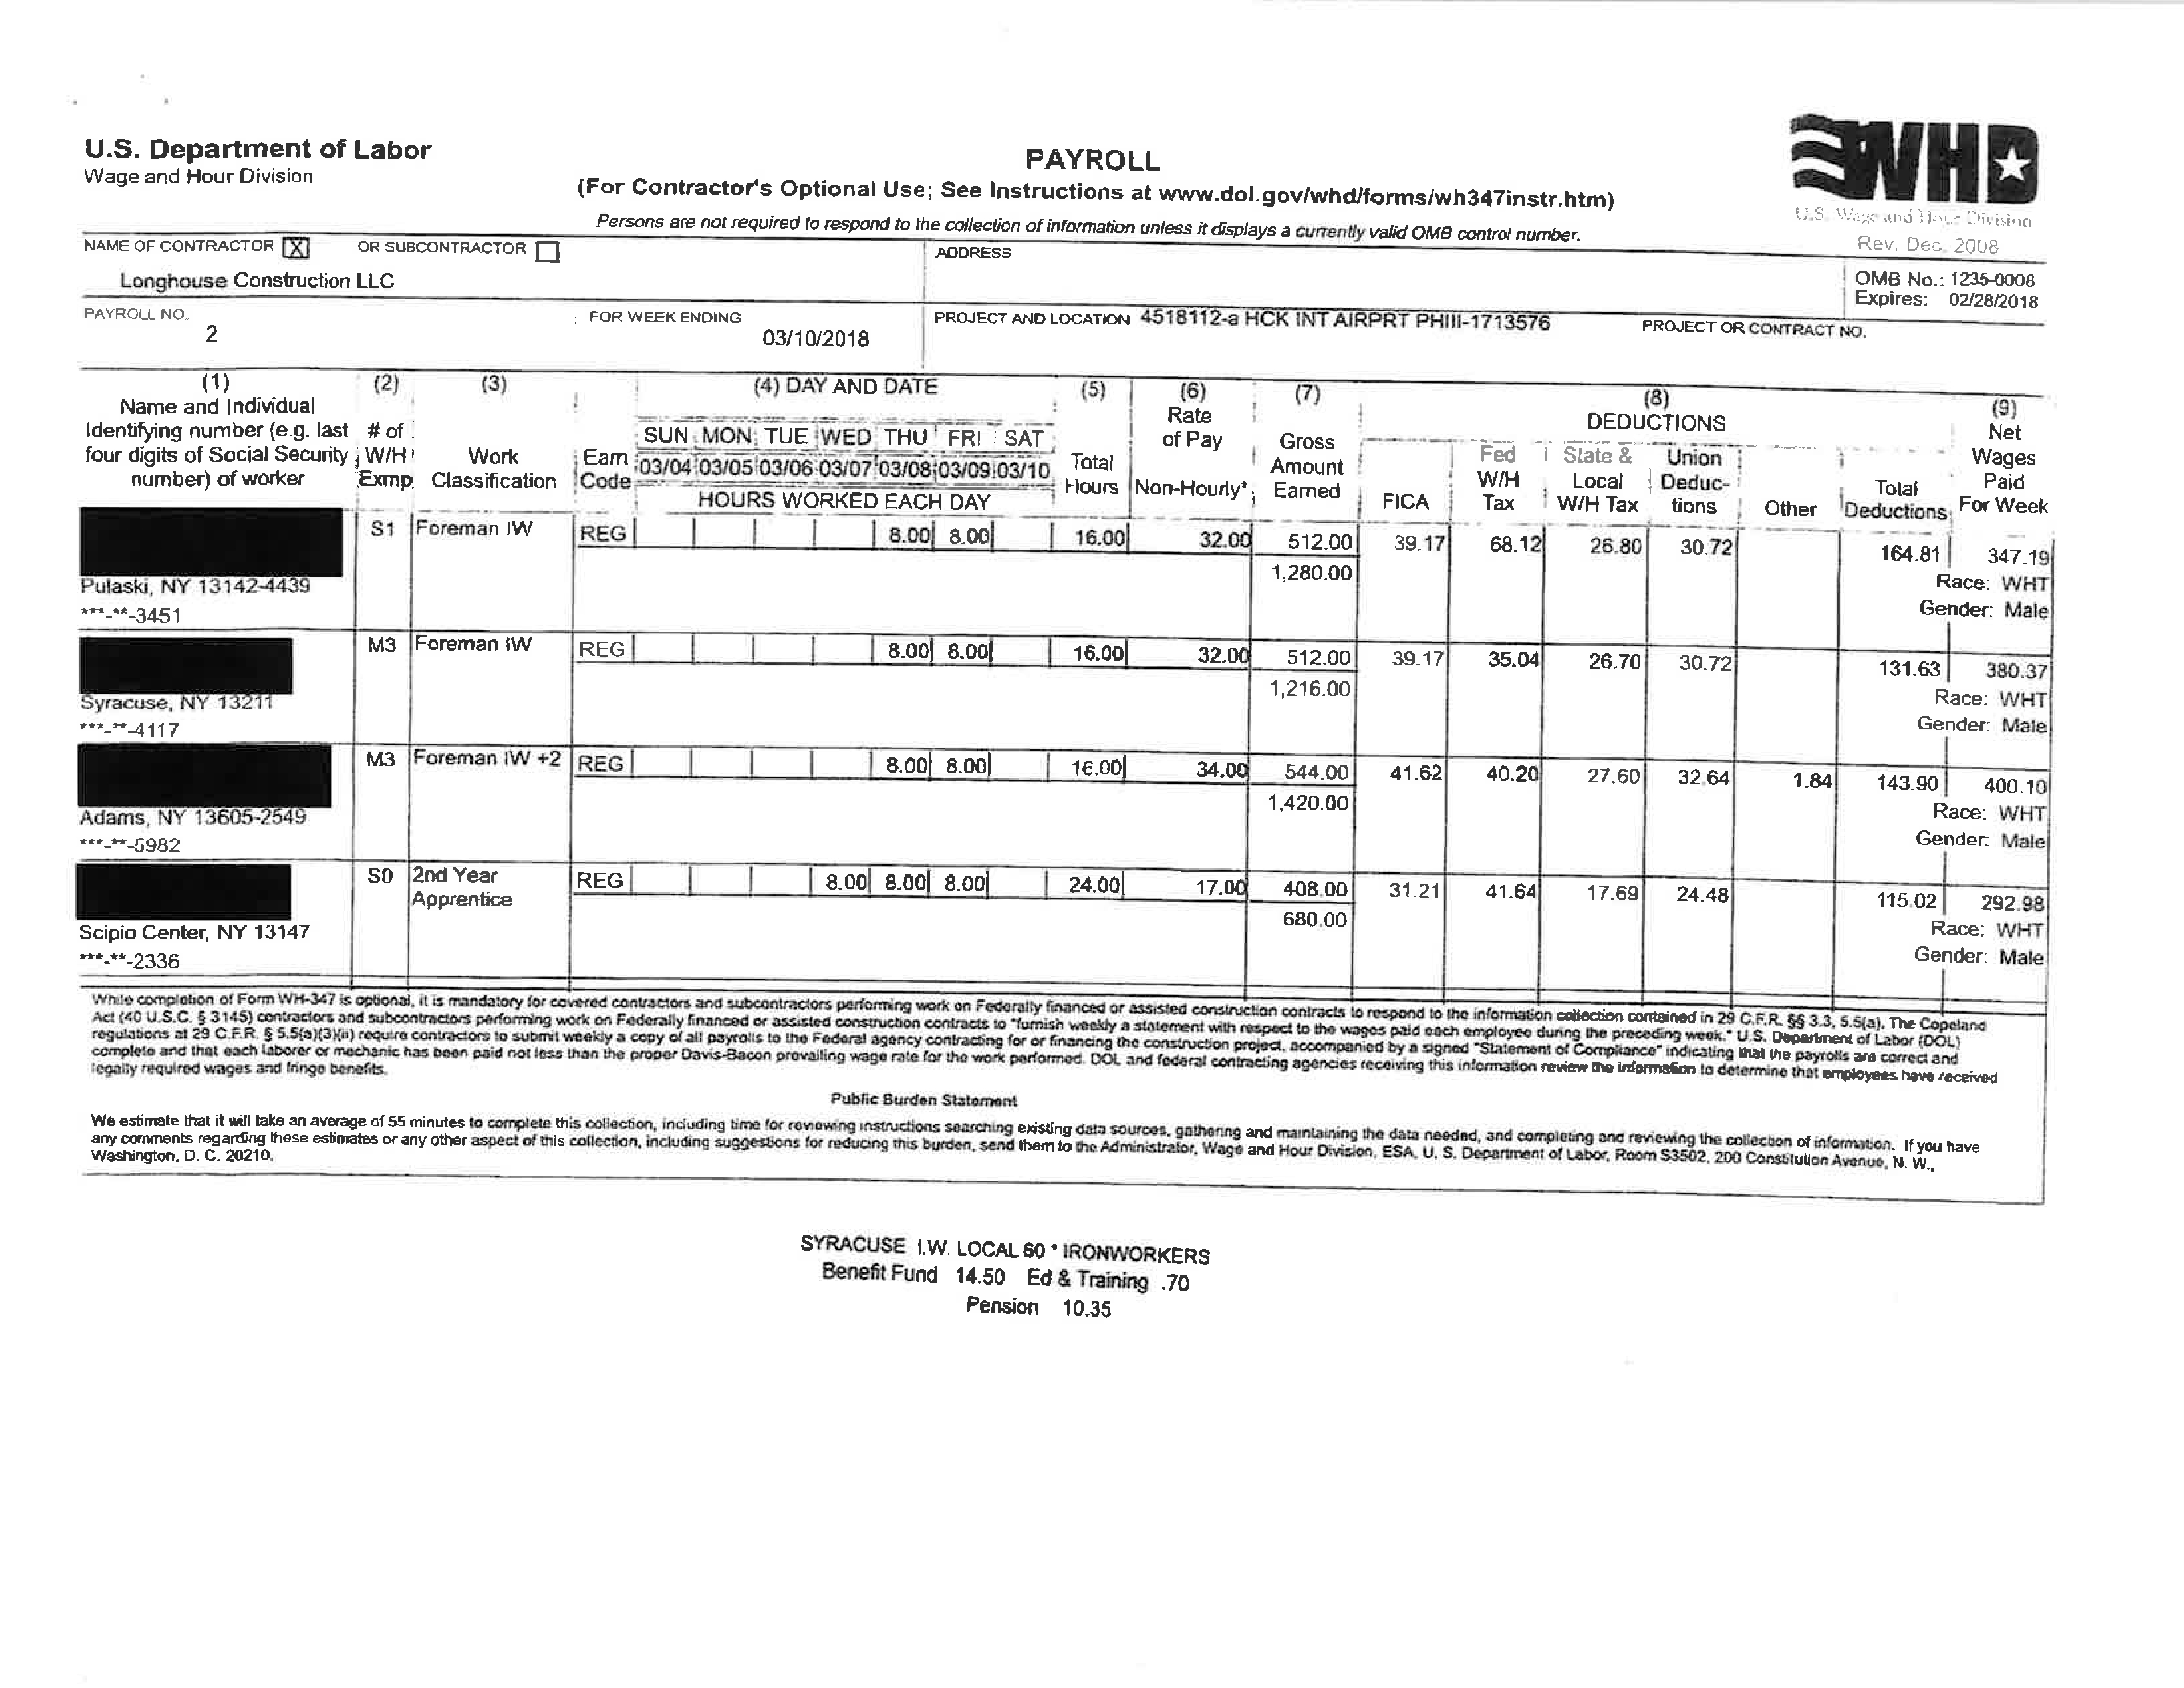 U.S. Department of Labor
Wage and Hour Division
PAYROLL
(For Contractor's Optional Use; See Instructions at www.dol.gov/whd/forms/wh347instr.htm)
Persons are not required to respond to the collection of information unless it displays a currently valid OMB control number.
WHD
U.S. Wage and Hour Division
Rev. Dec. 2008
NAME OF CONTRACTOR X OR SUBCONTRACTOR
Longhouse Construction LLC
ADDRESS
OMB No.: 1235-0008
Expires: 02/28/2018
PAYROLL NO.
2
FOR WEEK ENDING
03/10/2018
PROJECT AND LOCATION 4518112-a HCK INT AIRPRT PHIII-1713576
PROJECT OR CONTRACT NO.
(1)
Name and Individual
Identifying number (e.g. last
four digits of Social Security
number) of worker
(2)
# of
W/H
Exmp
(3)
Work
Classification
Earn
Code
(4) DAY AND DATE
SUN MON TUE WED THU FRI SAT
03/04 03/05 03/06 03/07 03/08 03/09 03/10
HOURS WORKED EACH DAY
(5)
Total
Hours
(6)
Rate
of Pay
Non-Hourly*
(7)
Gross
Amount
Earned
(8)
DEDUCTIONS
FICA
Fed
W/H
Tax
State &
Local
W/H Tax
Union
Deduc-
tions
Other
Total
Deductions
(9)
Net
Wages
Paid
For Week
S1 Foreman IW REG 8.00 8.00 16.00 32.00 512.00 39.17 68.12 26.80 30.72 164.81 347.19
1,280.00
Pulaski, NY 13142-4439 Race: WHT
***-**-3451 Gender: Male
M3 Foreman IW REG 8.00 8.00 16.00 32.00 512.00 39.17 35.04 26.70 30.72 131.63 380.37
1,216.00
Syracuse, NY 13211 Race: WHT
***-**-4117 Gender: Male
M3 Foreman IW +2 REG 8.00 8.00 16.00 34.00 544.00 41.62 40.20 27.60 32.64 1.84 143.90 400.10
1,420.00
Adams, NY 13605-2549 Race: WHT
***-**-5982 Gender: Male
S0 2nd Year REG 8.00 8.00 8.00 24.00 17.00 408.00 31.21 41.64 17.69 24.48 115.02 292.98
Apprentice 680.00
Scipio Center, NY 13147 Race: WHT
***-**-2336 Gender: Male
While completion of Form WH-347 is optional, it is mandatory for covered contractors and subcontractors performing work on Federally financed or assisted construction contracts to respond to the information collection contained in 29 C.F.R. §§ 3.3, 5.5(a). The Copeland
Act (40 U.S.C. § 3145) contractors and subcontractors performing work on Federally financed or assisted construction contracts to "furnish weekly a statement with respect to the wages paid each employee during the preceding week." U.S. Department of Labor (DOL)
regulations at 29 C.F.R. § 5.5(a)(3)(ii) require contractors to submit weekly a copy of all payrolls to the Federal agency contracting for or financing the construction project, accompanied by a signed "Statement of Compliance" indicating that the payrolls are correct and
complete and that each laborer or mechanic has been paid not less than the proper Davis-Bacon prevailing wage rate for the work performed. DOL and federal contracting agencies receiving this information review the information to determine that employees have received
legally required wages and fringe benefits.
Public Burden Statement
We estimate that it will take an average of 55 minutes to complete this collection, including time for reviewing instructions searching existing data sources, gathering and maintaining the data needed, and completing and reviewing the collection of information. If you have
any comments regarding these estimates or any other aspect of this collection, including suggestions for reducing this burden, send them to the Administrator, Wage and Hour Division, ESA, U. S. Department of Labor, Room S3502, 200 Constitution Avenue, N. W.,
Washington, D. C. 20210.
SYRACUSE I.W. LOCAL 60 * IRONWORKERS
Benefit Fund 14.50 Ed & Training .70
Pension 10.35